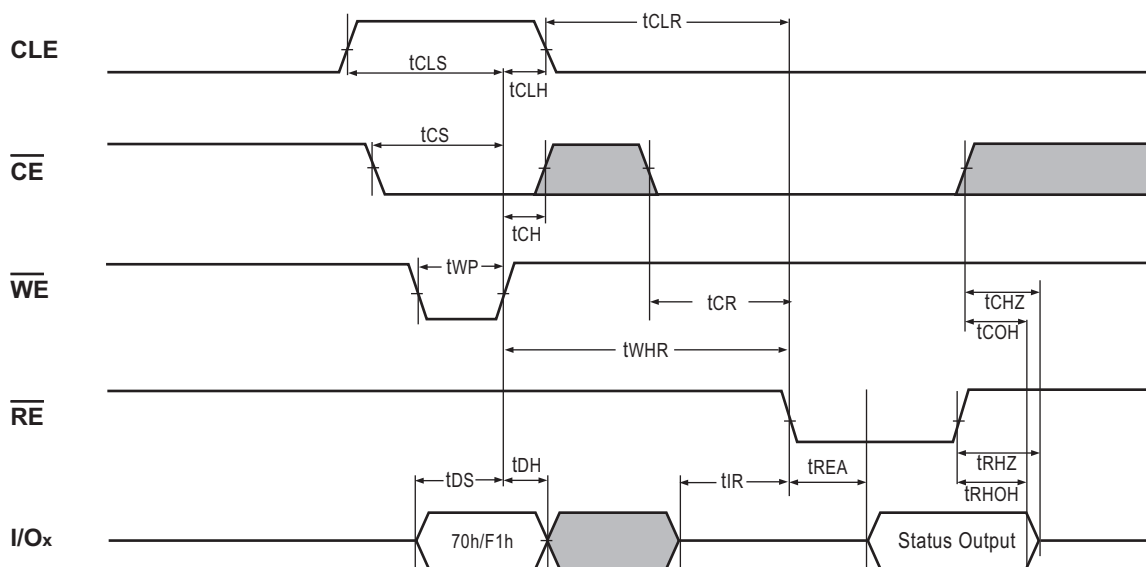 tCLR
CLE
tCLS
tCLH
tCS
CE
tCH
tWP
WE
tCR
tCHZ
tCOH
tWHR
RE
tDH
tREA
tRHZ
tDS
tIR
tRHOH
I/Ox
70h/F1h
Status Output